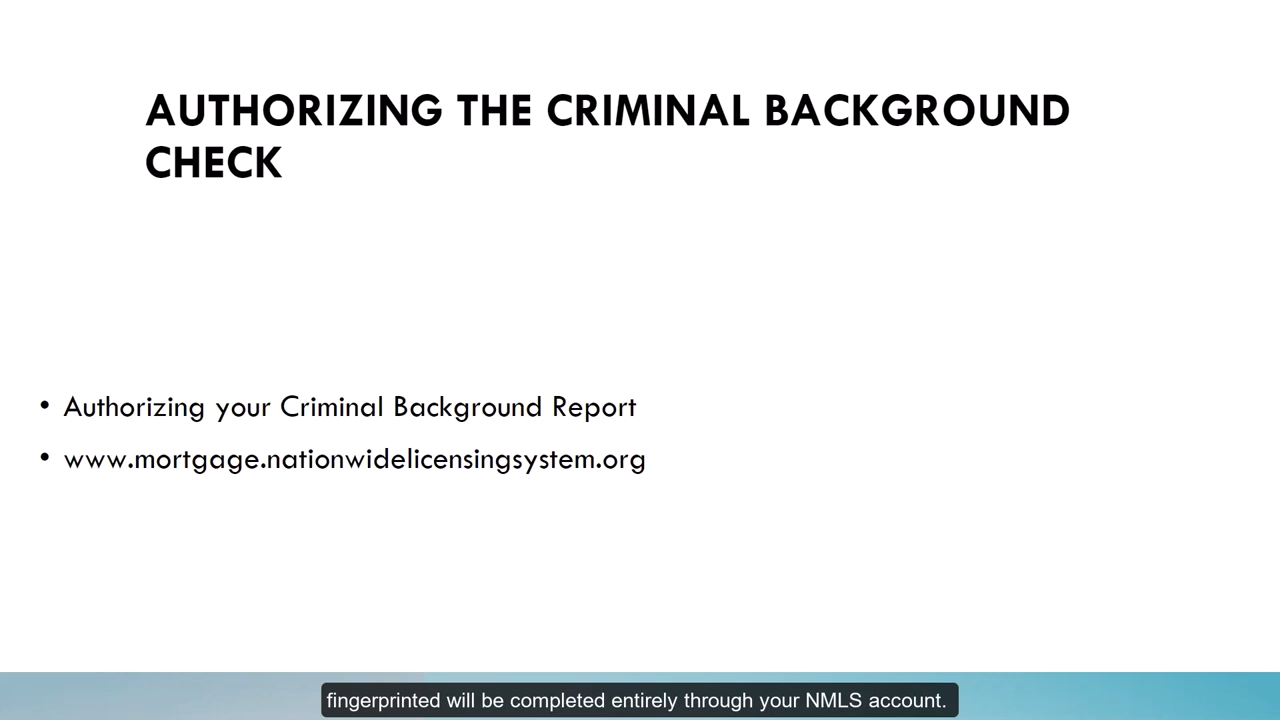 AUTHORIZING THE CRIMINAL BACKGROUND
CHECK
• Authorizing your Criminal Background Report
• www.mortgage.nationwidelicensingsystem.org
fingerprinted will be completed entirely through your NMLS account.